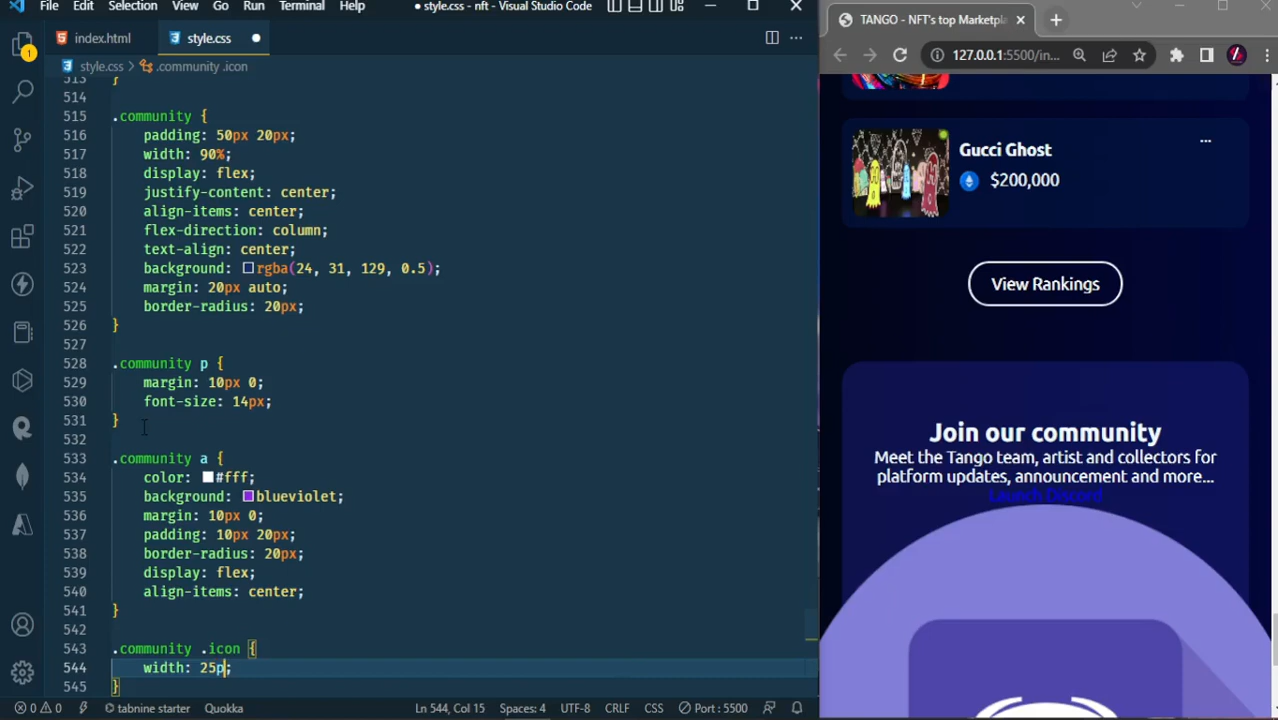 File Edit Selection View Go Run Terminal Help
style.css - nft - Visual Studio Code
index.html
style.css
style.css > .community .icon
513 }
514
515 .community {
516 padding: 50px 20px;
517 width: 90%;
518 display: flex;
519 justify-content: center;
520 align-items: center;
521 flex-direction: column;
522 text-align: center;
523 background: rgba(24, 31, 129, 0.5);
524 margin: 20px auto;
525 border-radius: 20px;
526 }
527
528 .community p {
529 margin: 10px 0;
530 font-size: 14px;
531 }
532
533 .community a {
534 color: #fff;
535 background: blueviolet;
536 margin: 10px 0;
537 padding: 10px 20px;
538 border-radius: 20px;
539 display: flex;
540 align-items: center;
541 }
542
543 .community .icon {
544 width: 25p;
545 }
1
0 0 tabnine starter Quokka Ln 544, Col 15 Spaces: 4 UTF-8 CRLF CSS Port : 5500
TANGO - NFT's top Marketpla
127.0.0.1:5500/in...
Gucci Ghost
...
$200,000
View Rankings
Join our community
Meet the Tango team, artist and collectors for
platform updates, announcement and more...
Launch Discord